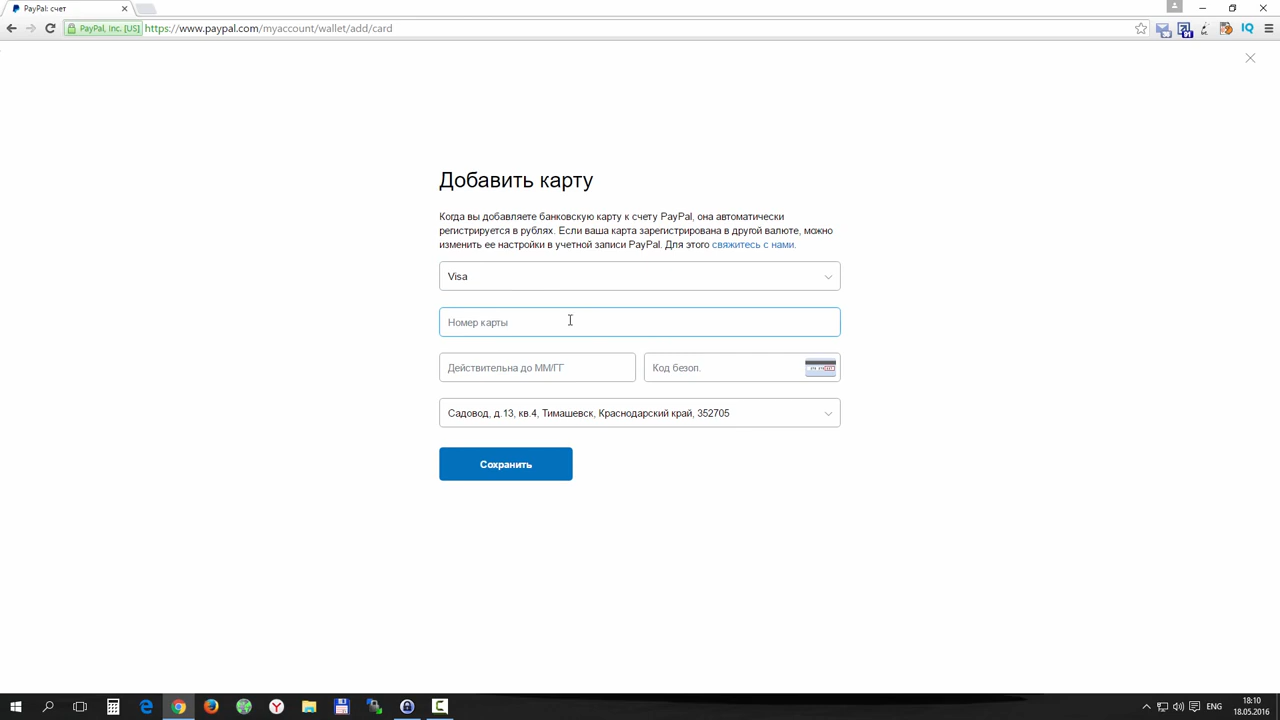 PayPal: счет
PayPal, Inc. [US] https://www.paypal.com/myaccount/wallet/add/card
Добавить карту
Когда вы добавляете банковскую карту к счету PayPal, она автоматически
регистрируется в рублях. Если ваша карта зарегистрирована в другой валюте, можно
изменить ее настройки в учетной записи PayPal. Для этого свяжитесь с нами.
Visa
Номер карты
Действительна до ММ/ГГ
Код безоп.
Садовод, д.13, кв.4, Тимашевск, Краснодарский край, 352705
Сохранить
ENG
18:10
18.05.2016